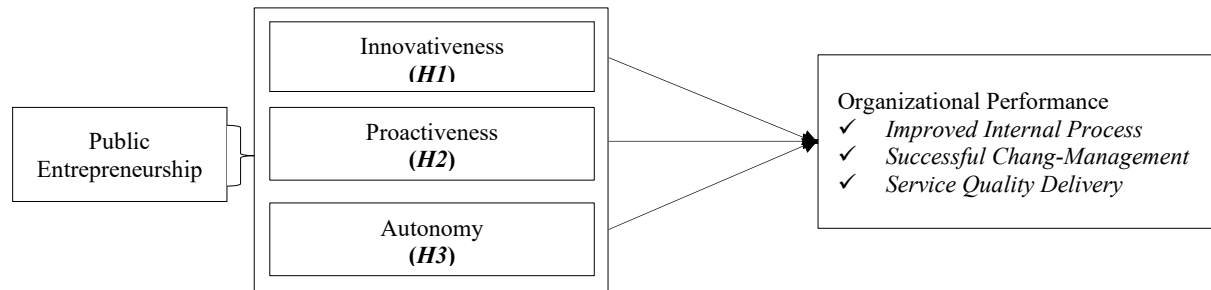 Public
Entrepreneurship
Innovativeness
(H1)
Proactiveness
(H2)
Autonomy
(H3)
Organizational Performance
✓ Improved Internal Process
✓ Successful Chang-Management
✓ Service Quality Delivery